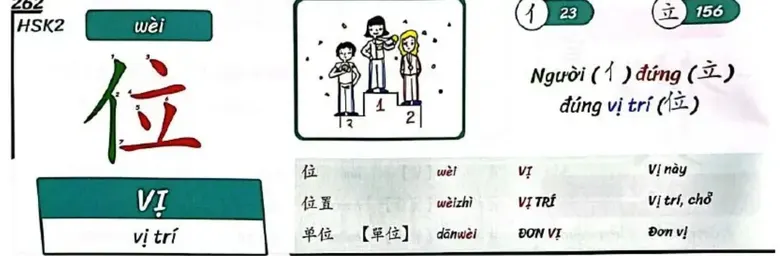 262
HSK2
wèi
位
VỊ
vị trí
1
2
3
亻 23
立 156
Người (亻) đứng (立)
đúng vị trí (位)
位 wèi VỊ Vị này
位置 wèizhì VỊ TRÍ Vị trí, chỗ
单位 【單位】 dānwèi ĐƠN VỊ Đơn vị